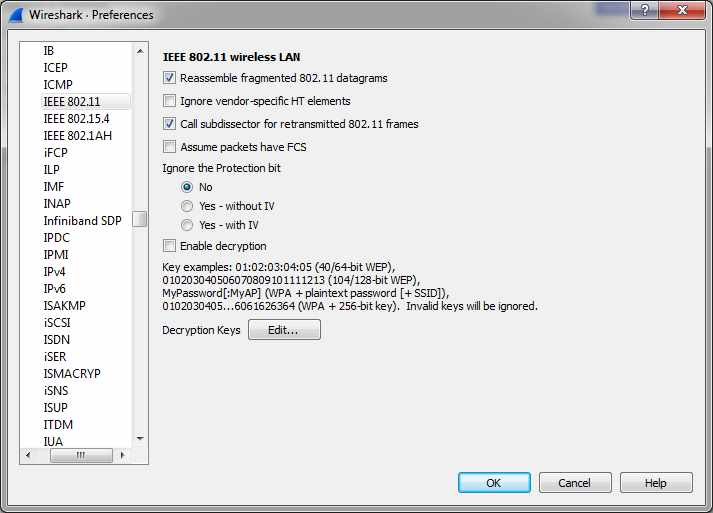 Wireshark · Preferences
IB
ICEP
ICMP
IEEE 802.11
IEEE 802.15.4
IEEE 802.1AH
iFCP
ILP
IMF
INAP
Infiniband SDP
IPDC
IPMI
IPv4
IPv6
ISAKMP
iSCSI
ISDN
iSER
ISMACRYP
iSNS
ISUP
ITDM
IUA
IEEE 802.11 wireless LAN
Reassemble fragmented 802.11 datagrams
Ignore vendor-specific HT elements
Call subdissector for retransmitted 802.11 frames
Assume packets have FCS
Ignore the Protection bit
No
Yes - without IV
Yes - with IV
Enable decryption
Key examples: 01:02:03:04:05 (40/64-bit WEP),
010203040506070809101111213 (104/128-bit WEP),
MyPassword[:MyAP] (WPA + plaintext password [+ SSID]),
0102030405...6061626364 (WPA + 256-bit key). Invalid keys will be ignored.
Decryption Keys
Edit...
OK
Cancel
Help